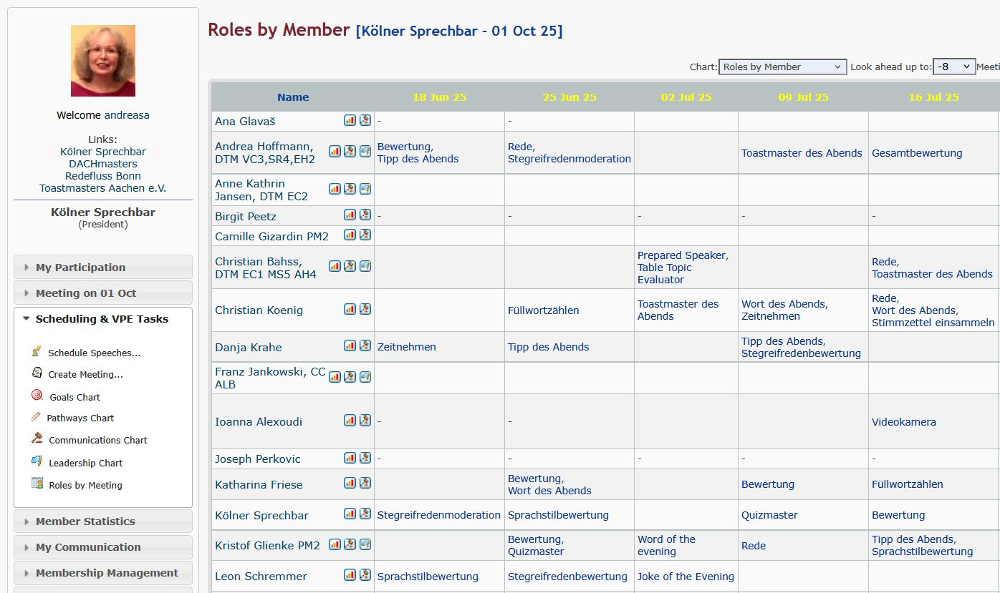 Welcome andreasa
Links:
Kölner Sprechbar
DACHmasters
Redefluss Bonn
Toastmasters Aachen e.V.
Kölner Sprechbar
(President)
My Participation
Meeting on 01 Oct
Scheduling & VPE Tasks
Schedule Speeches...
Create Meeting...
Goals Chart
Pathways Chart
Communications Chart
Leadership Chart
Roles by Meeting
Member Statistics
My Communication
Membership Management
Roles by Member [Kölner Sprechbar - 01 Oct 25]
Chart: Roles by Member Look ahead up to: -8 Meeti
Name 18 Jun 25 25 Jun 25 02 Jul 25 09 Jul 25 16 Jul 25
Ana Glavaš - -
Andrea Hoffmann,
DTM VC3,SR4,EH2
Bewertung,
Tipp des Abends
Rede,
Stegreifredenmoderation
Toastmaster des Abends
Gesamtbewertung
Anne Kathrin
Jansen, DTM EC2
Birgit Peetz - - - - -
Camille Gizardin PM2
Christian Bahss,
DTM EC1 MS5 AH4
Prepared Speaker,
Table Topic
Evaluator
Rede,
Toastmaster des Abends
Christian Koenig
Füllwortzählen
Toastmaster des
Abends
Wort des Abends,
Zeitnehmen
Rede,
Wort des Abends,
Stimmzettel einsammeln
Danja Krahe
Zeitnehmen
Tipp des Abends
Tipp des Abends,
Stegreifredenbewertung
Franz Jankowski, CC
ALB
Ioanna Alexoudi - - Videokamera
Joseph Perkovic - - - - -
Katharina Friese
Bewertung,
Wort des Abends
Bewertung
Füllwortzählen
Kölner Sprechbar Stegreifredenmoderation Sprachstilbewertung Quizmaster Bewertung
Kristof Glienke PM2
Bewertung,
Quizmaster
Word of the
evening
Rede
Tipp des Abends,
Sprachstilbewertung
Leon Schremmer Sprachstilbewertung Stegreifredenbewertung Joke of the Evening